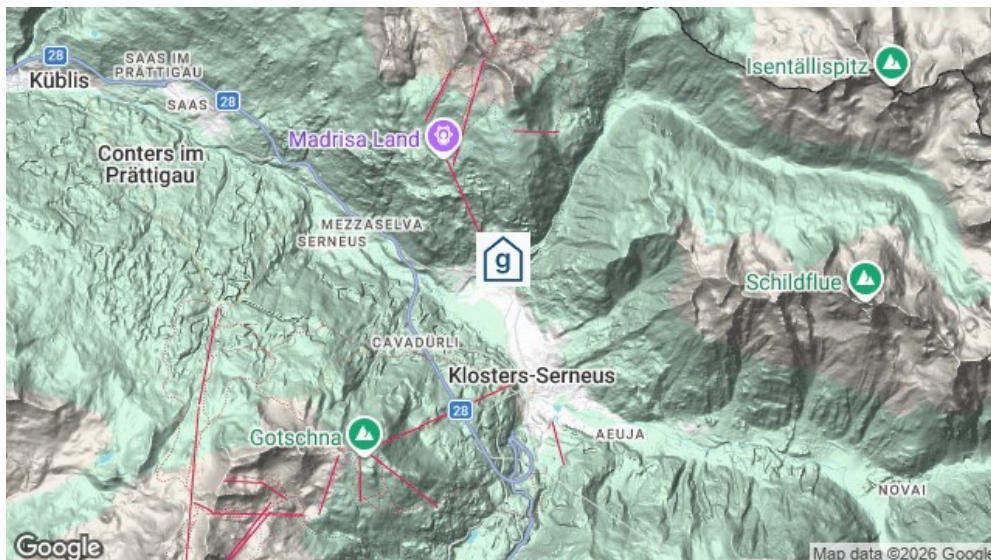 28
SAAS IM
PRÄTTIGAU
Küblis
SAAS
28
Isentällispitz
Madrisa Land
Conters im
Prättigau
MEZZASELVA
SERNEUS
g
Schildflue
CAVADÜRLI
Klosters-Serneus
28
Gotschna
AEUJA
NOVAI
Google
Map data ©2026 Google